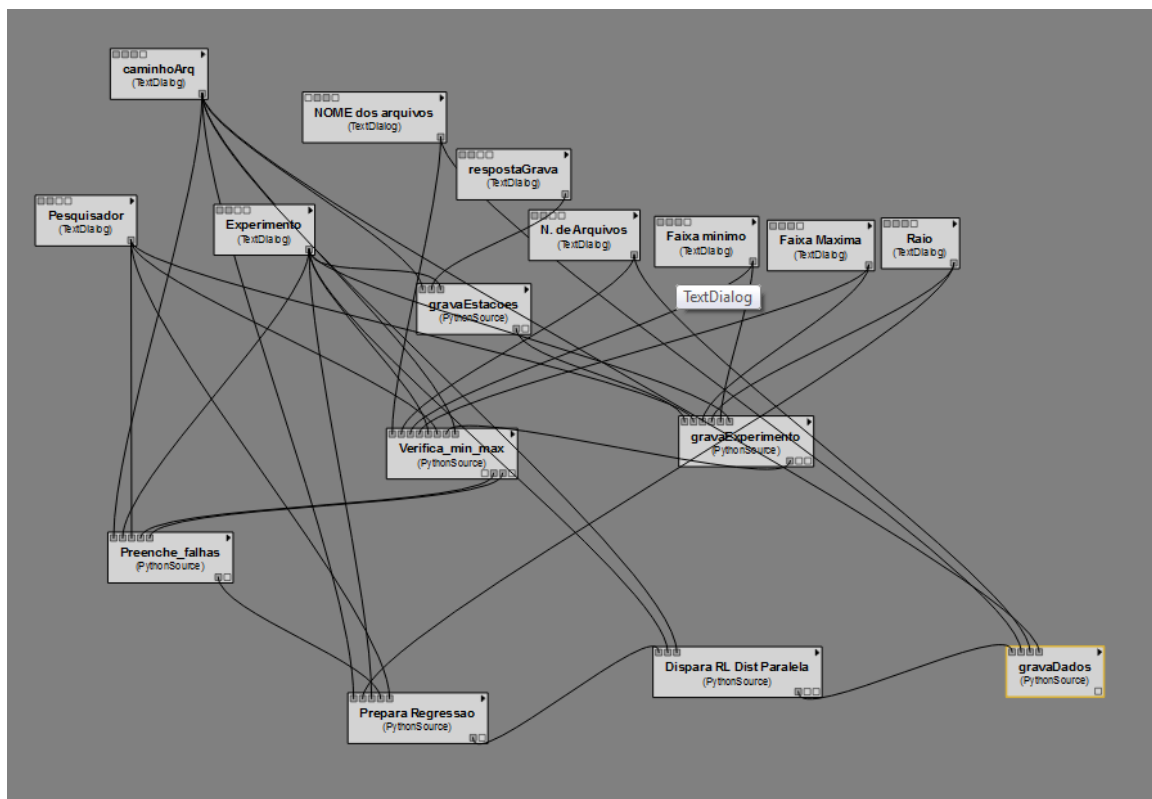 caminhoArq
(TextDialog)
NOME dos arquivos
(TextDialog)
respostaGrava
(TextDialog)
Pesquisador
(TextDialog)
Experimento
(TextDialog)
N. de Arquivos
(TextDialog)
Faixa minimo
(TextDialog)
Faixa Maxima
(TextDialog)
Raio
(TextDialog)
TextDialog
gravaEstacoes
(PythonSource)
Verifica_min_max
(PythonSource)
gravaExperimento
(PythonSource)
Preenche_falhas
(PythonSource)
Dispara RL Dist Paralela
(PythonSource)
gravaDados
(PythonSource)
Prepara Regressao
(PythonSource)